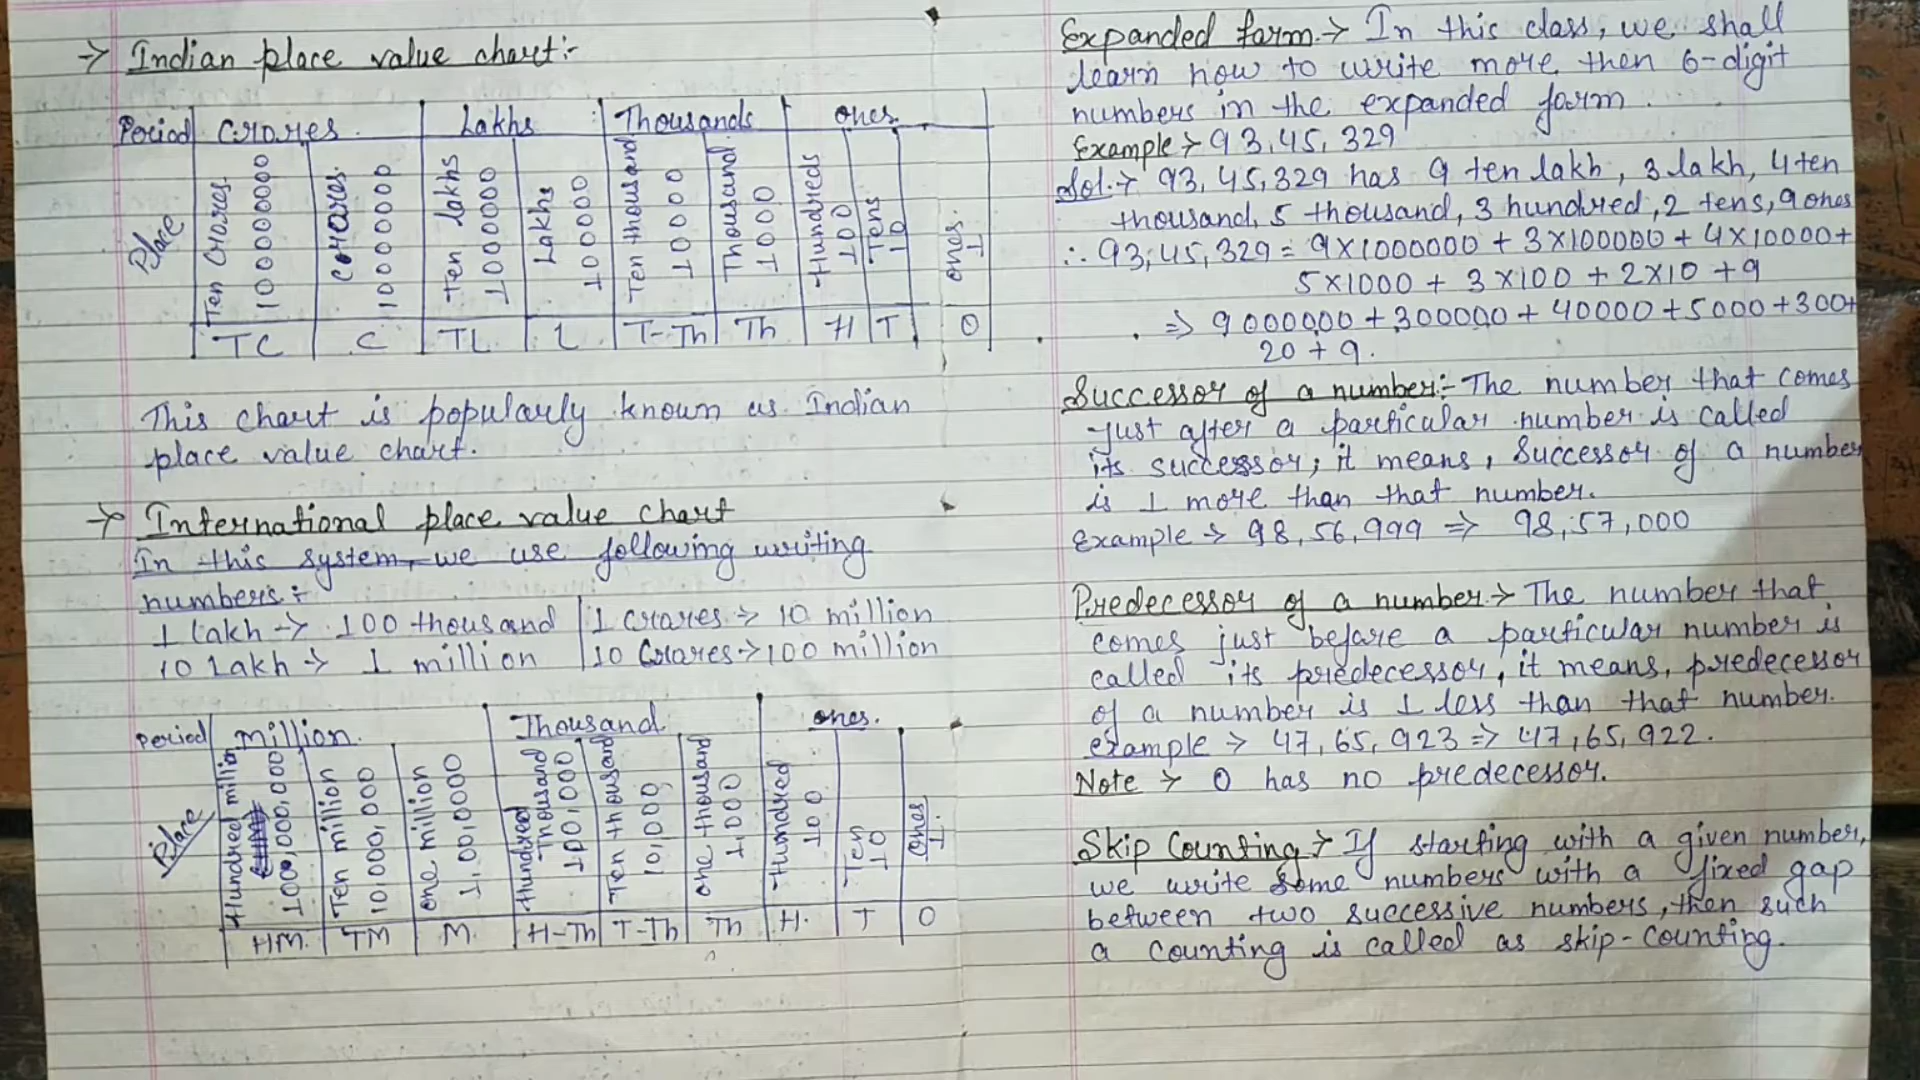 → Indian place value chart:-
Period Crores Lakhs Thousands ones
Place Ten Crores 100000000 Corores 10000000 Ten lakhs 1000000 Lakhs 100000 Ten thousand 10000 Thousand 1000 Hundreds 100 Tens 10 ones 1
TC C TL L T-Th Th H T O
This chart is popularly known as Indian
place value chart.
→ International place value chart
In this system, we use following writing
numbers:
1 lakh → 100 thousand | 1 crores → 10 million
10 Lakh → 1 million | 10 Corares → 100 million
Period million Thousand ones.
Place Hundred million 100,000,000 Ten million 10,000,000 one million 1,00,0000 Hundred Thousand 100,000 Ten thousand 10,000 one thousand 1,000 Hundred 100 Ten 10 Ones 1.
HM. TM M. H-Th T-Th Th H. T O
Expanded form → In this class, we shall
learn how to write more then 6-digit
numbers in the expanded form.
Example → 93,45,329
Sol. → 93,45,329 has 9 ten lakh, 3 lakh, 4 ten
thousand, 5 thousand, 3 hundred, 2 tens, 9 ones
∴ 93,45,329 = 9×1000000 + 3×100000 + 4×10000+
5×1000 + 3×100 + 2×10 + 9
⇒ 9000000 + 300000 + 40000 + 5000 + 300+
20 + 9.
Successor of a number:- The number that comes
just after a particular number is called
its successor, it means, Successor of a number
is 1 more than that number.
Example → 98,56,999 ⇒ 98,57,000
Predecessor of a number → The number that
comes just before a particular number is
called its predecessor, it means, predecessor
of a number is 1 less than that number.
example → 47,65,923 ⇒ 47,65,922.
Note → 0 has no predecessor.
Skip Counting → If starting with a given number,
we write some numbers with a fixed gap
between two successive numbers, then such
a counting is called as skip-counting.